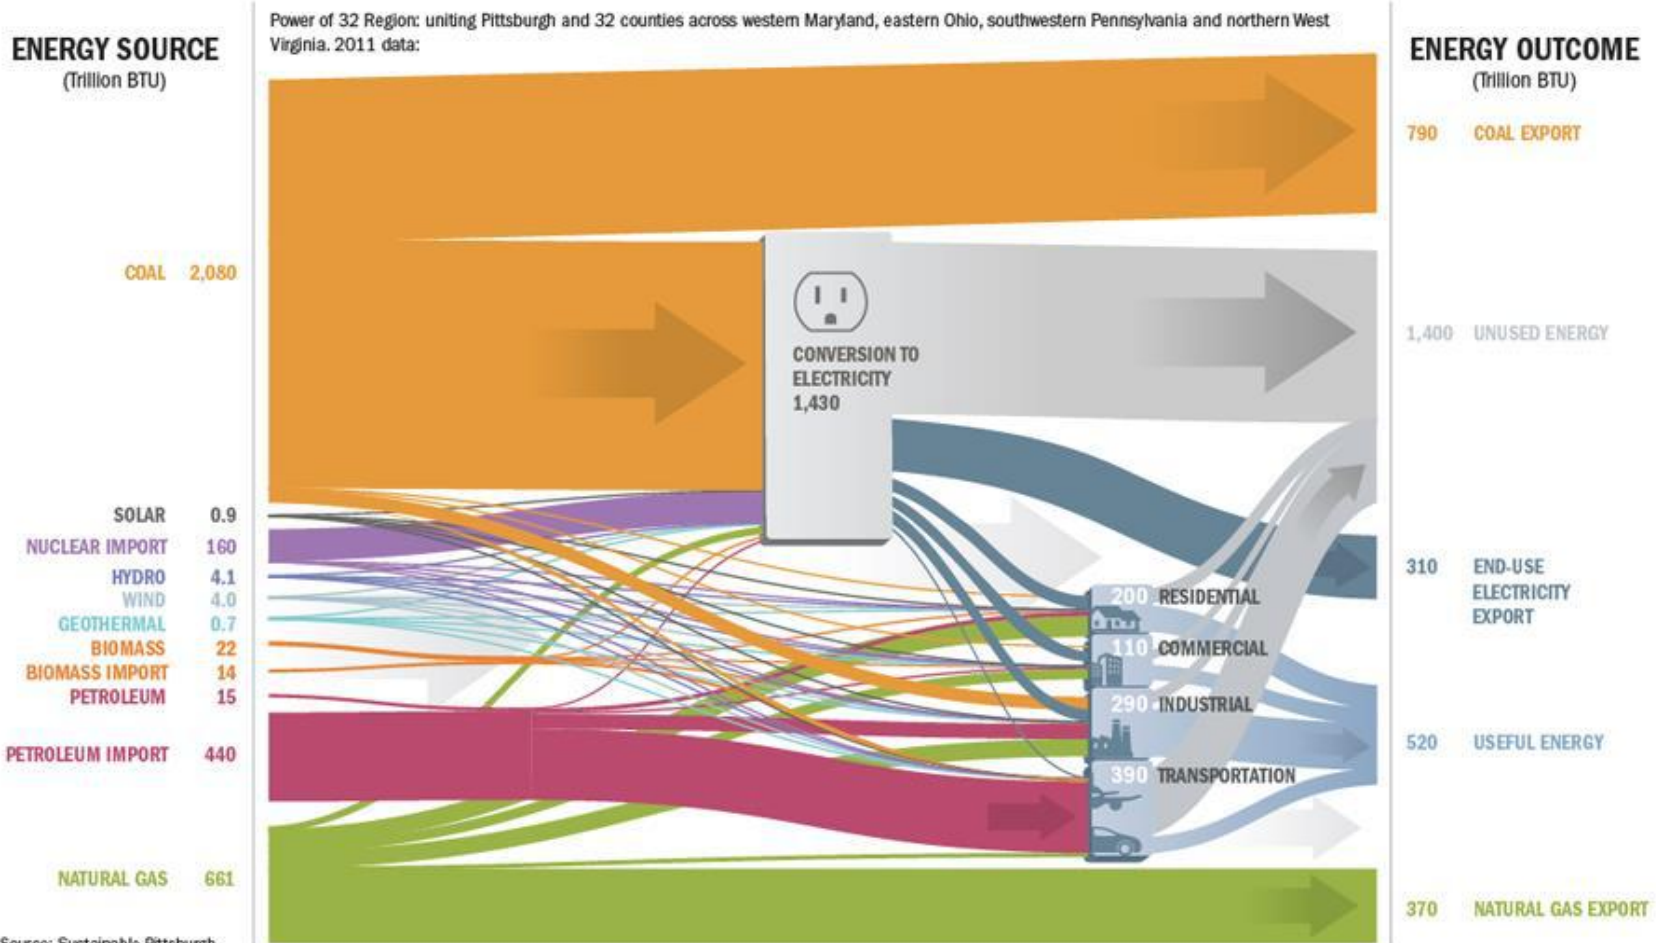 Power of 32 Region: uniting Pittsburgh and 32 counties across western Maryland, eastern Ohio, southwestern Pennsylvania and northern West
Virginia. 2011 data:
ENERGY SOURCE
(Trillion BTU)
COAL 2,080
SOLAR 0.9
NUCLEAR IMPORT 160
HYDRO 4.1
WIND 4.0
GEOTHERMAL 0.7
BIOMASS 22
BIOMASS IMPORT 14
PETROLEUM 15
PETROLEUM IMPORT 440
NATURAL GAS 661
Source: Sustainable Pittsburgh
CONVERSION TO
ELECTRICITY
1,430
200 RESIDENTIAL
110 COMMERCIAL
290 INDUSTRIAL
390 TRANSPORTATION
ENERGY OUTCOME
(Trillion BTU)
790 COAL EXPORT
1,400 UNUSED ENERGY
310 END-USE
ELECTRICITY
EXPORT
520 USEFUL ENERGY
370 NATURAL GAS EXPORT